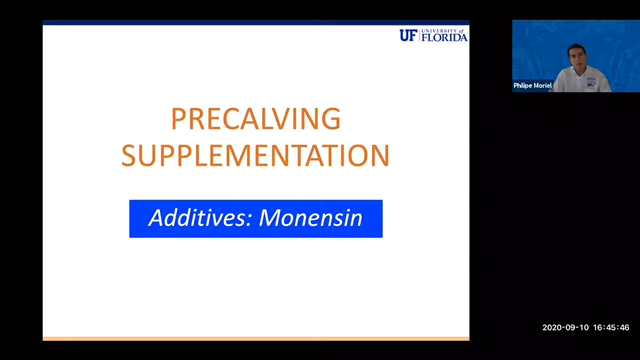 UF UNIVERSITY of
FLORIDA
Philipe Moriel
PRECALVING
SUPPLEMENTATION
Additives: Monensin
2020-09-10 16:45:46